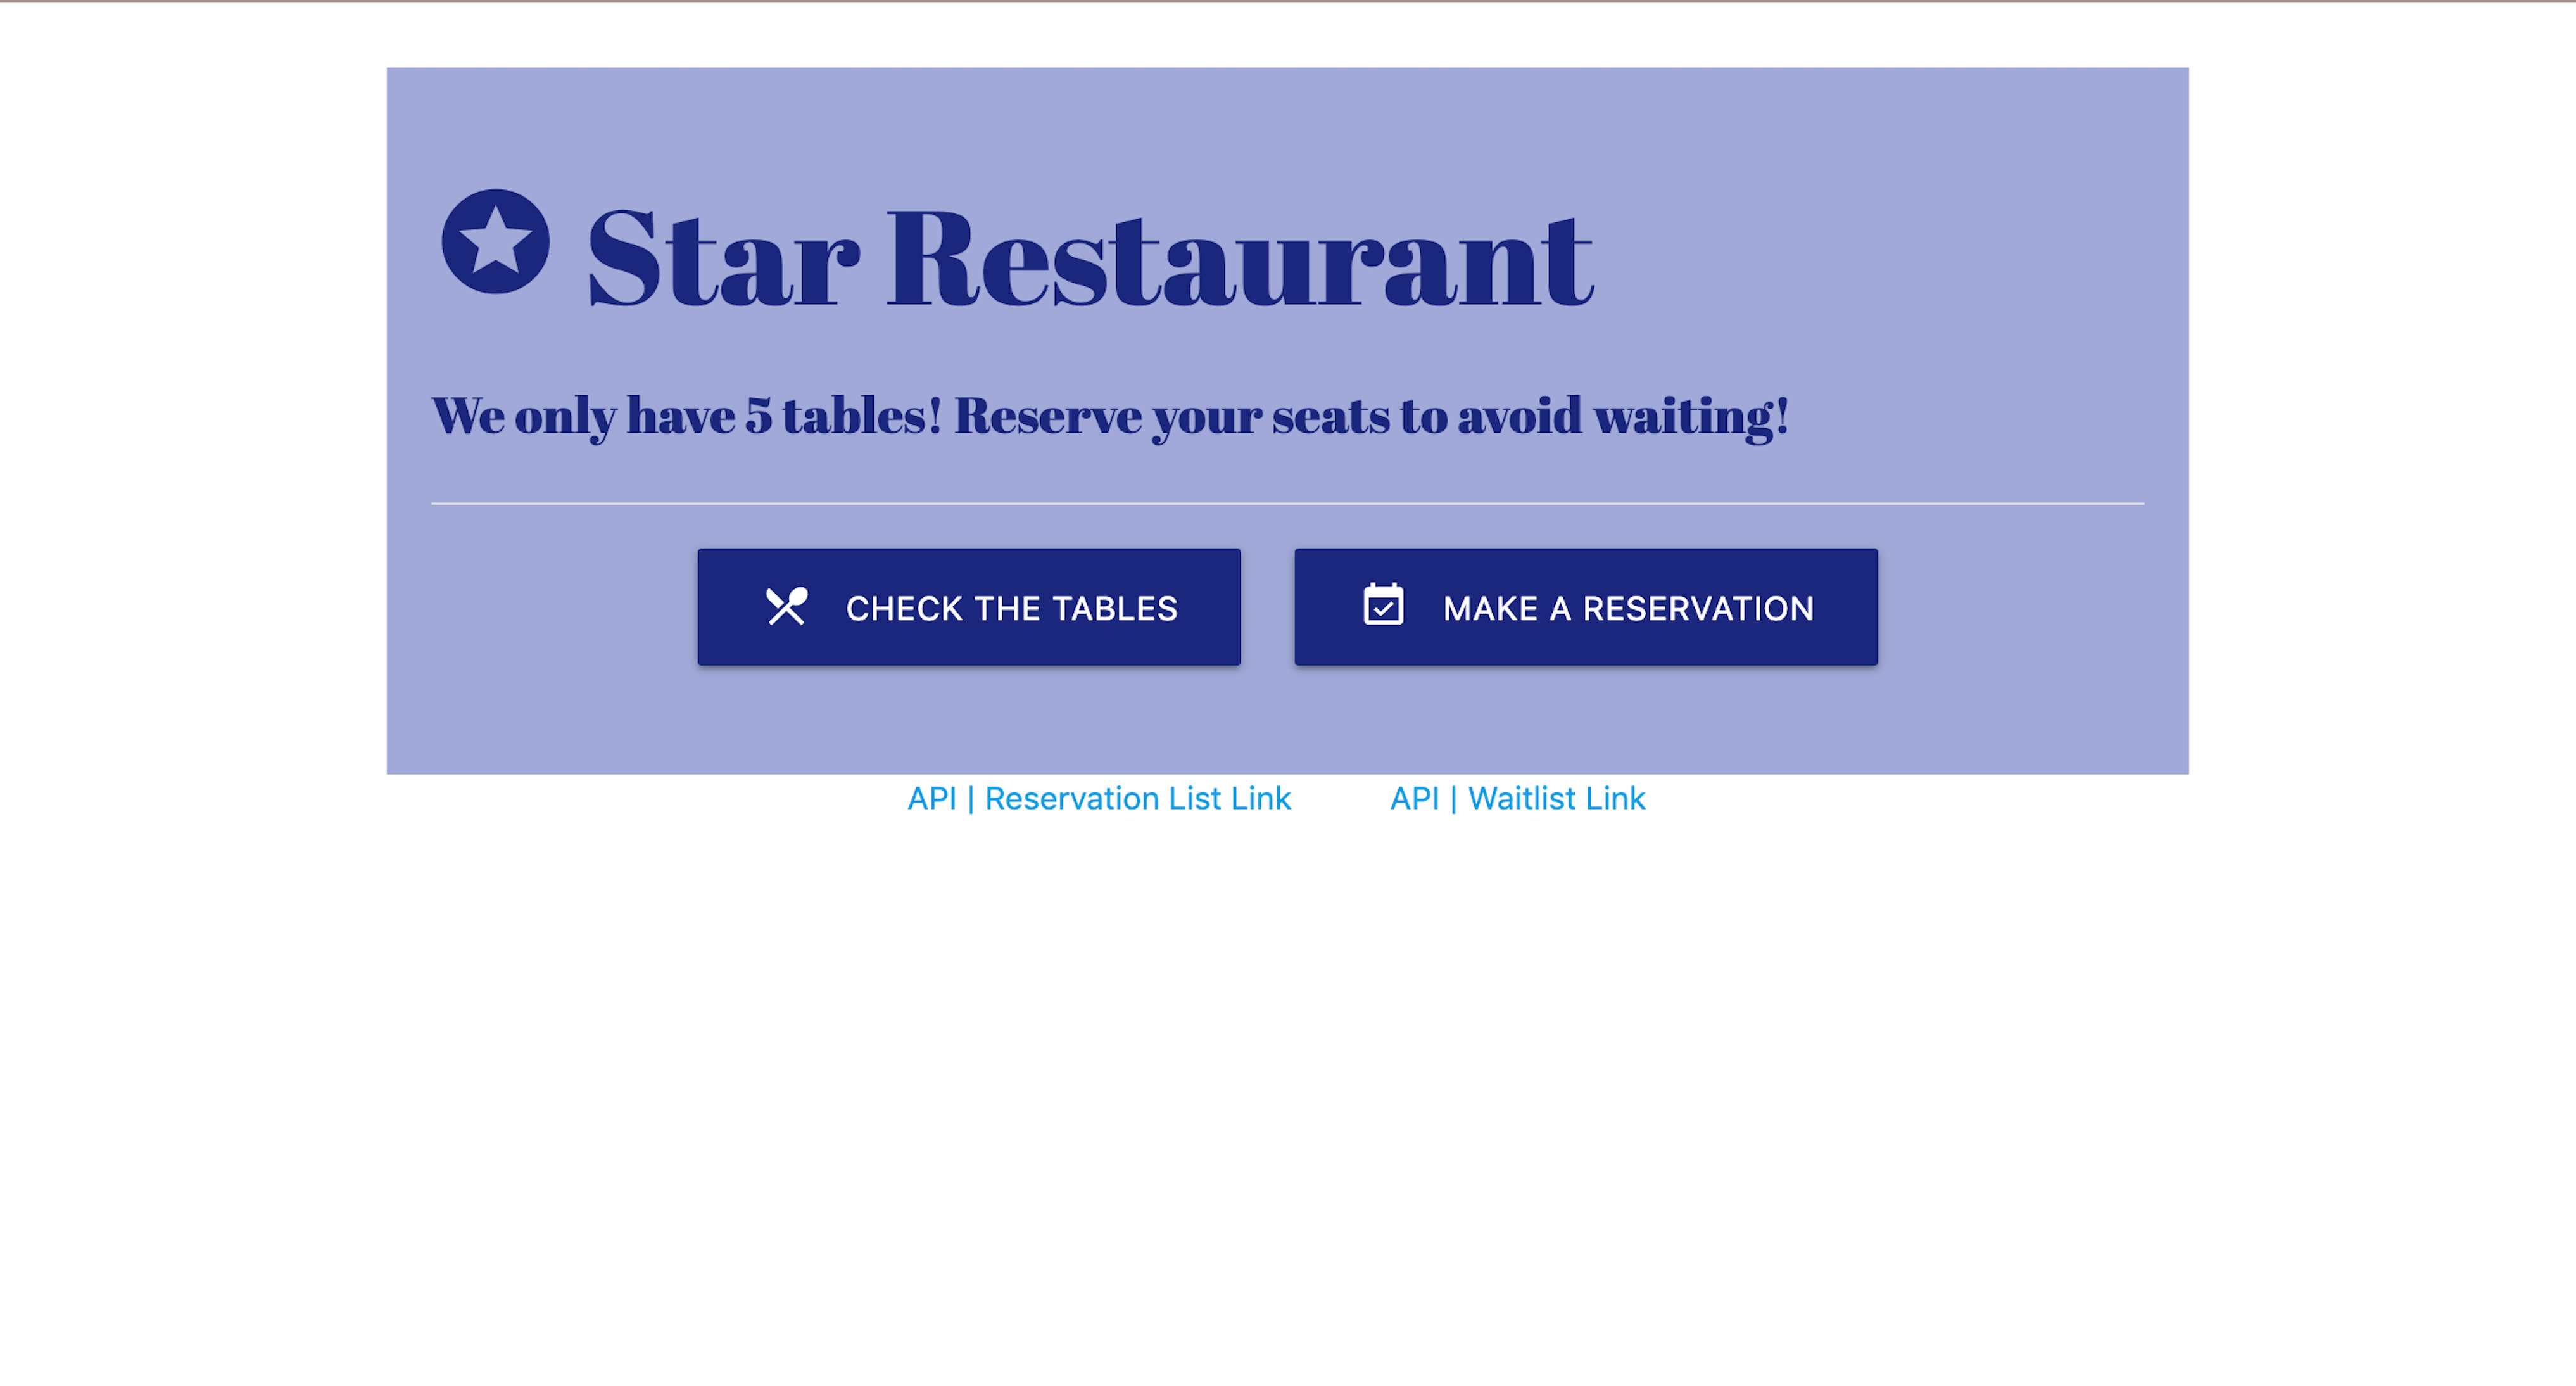 Star Restaurant
We only have 5 tables! Reserve your seats to avoid waiting!
CHECK THE TABLES
MAKE A RESERVATION
API | Reservation List Link
API | Waitlist Link